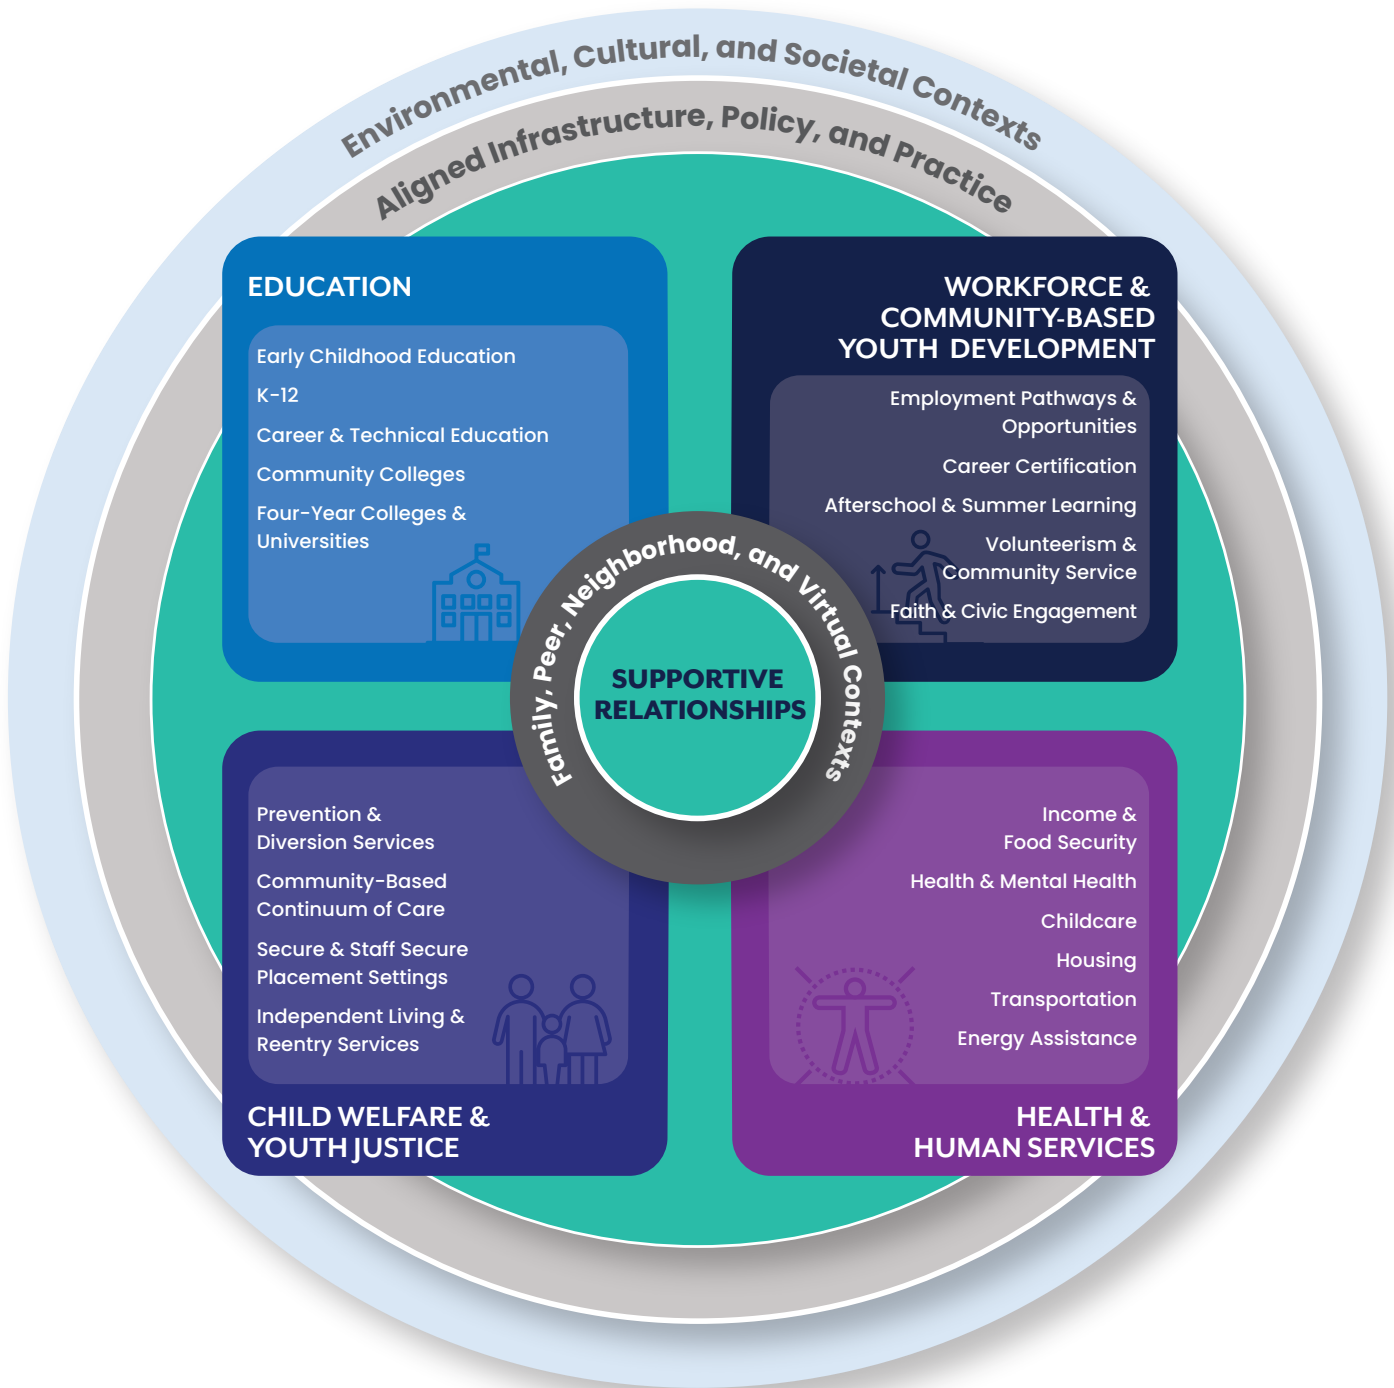 Environmental, Cultural, and Societal Contexts
Aligned Infrastructure, Policy, and Practice
EDUCATION
Early Childhood Education
K-12
Career & Technical Education
Community Colleges
Four-Year Colleges &
Universities
WORKFORCE &
COMMUNITY-BASED
YOUTH DEVELOPMENT
Employment Pathways &
Opportunities
Career Certification
Afterschool & Summer Learning
Volunteerism &
Community Service
Faith & Civic Engagement
Family, Peer, Neighborhood, and Virtual Contexts
SUPPORTIVE
RELATIONSHIPS
Prevention &
Diversion Services
Community-Based
Continuum of Care
Secure & Staff Secure
Placement Settings
Independent Living &
Reentry Services
CHILD WELFARE &
YOUTH JUSTICE
Income &
Food Security
Health & Mental Health
Childcare
Housing
Transportation
Energy Assistance
HEALTH &
HUMAN SERVICES